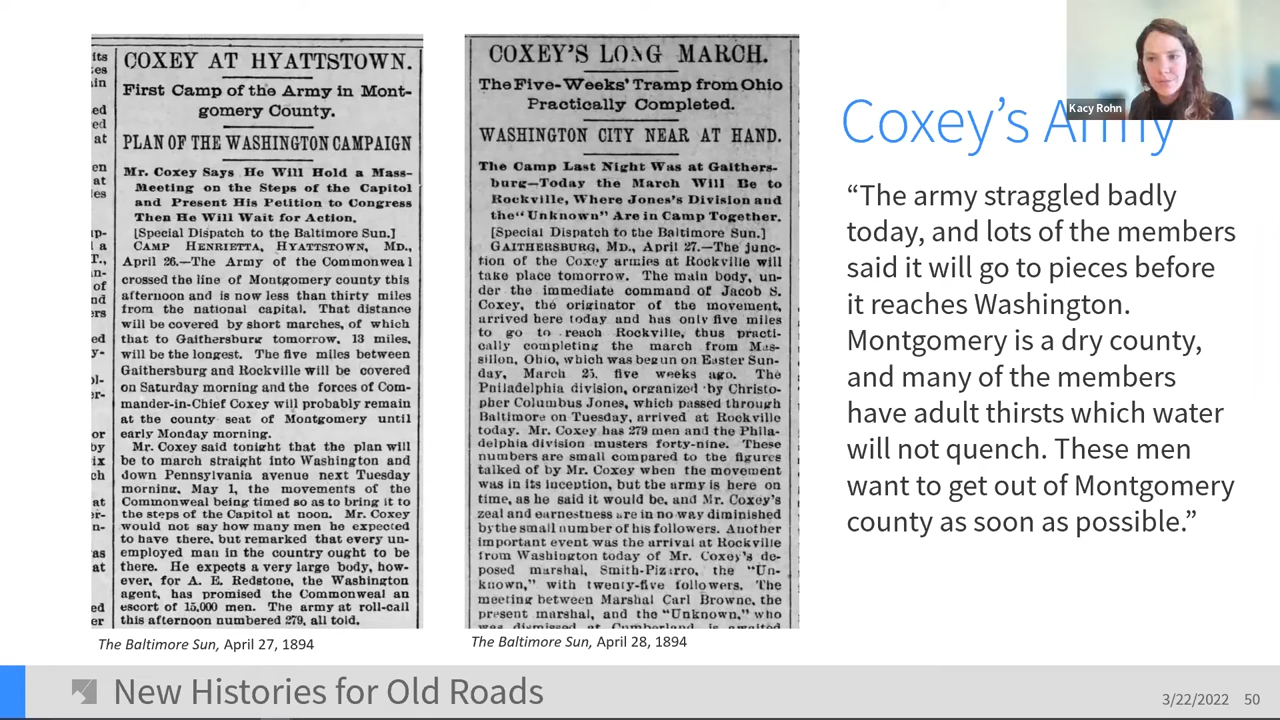 COXEY AT HYATTSTOWN.
First Camp of the Army in Mont-
gomery County.
PLAN OF THE WASHINGTON CAMPAIGN
Mr. Coxey Says He Will Hold a Mass-
Meeting on the Steps of the Capitol
and Present His Petition to Congress
Then He Will Wait for Action.
[Special Dispatch to the Baltimore Sun.]
CAMP HENRIETTA, HYATTSTOWN, MD.,
April 26.—The Army of the Commonweal
crossed the line of Montgomery county this
afternoon and is now less than thirty miles
from the national capital. That distance
will be covered by short marches, of which
that to Gaithersburg tomorrow, 13 miles,
will be the longest. The five miles between
Gaithersburg and Rockville will be covered
on Saturday morning and the forces of Com-
mander-in-Chief Coxey will probably remain
at the county seat of Montgomery until
early Monday morning.
Mr. Coxey said tonight that the plan will
be to march straight into Washington and
down Pennsylvania avenue next Tuesday
morning, May 1, the movements of the
Commonweal being timed so as to bring it to
the steps of the Capitol at noon. Mr. Coxey
would not say how many men he expected
to have there, but remarked that every un-
employed man in the country ought to be
there. He expects a very large body, how-
ever, for A. E. Redstone, the Washington
agent, has promised the Commonweal an
escort of 15,000 men. The army at roll-call
this afternoon numbered 279, all told.
The Baltimore Sun, April 27, 1894
COXEY'S LONG MARCH.
The Five-Weeks' Tramp from Ohio
Practically Completed.
WASHINGTON CITY NEAR AT HAND.
The Camp Last Night Was at Gaithers-
burg—Today the March Will Be to
Rockville, Where Jones's Division and
the "Unknown" Are in Camp Together.
[Special Dispatch to the Baltimore Sun.]
GAITHERSBURG, MD., April 27.—The junc-
tion of the Coxey armies at Rockville will
take place tomorrow. The main body, un-
der the immediate command of Jacob S.
Coxey, the originator of the movement,
arrived here today and has only five miles
to go to reach Rockville, thus practi-
cally completing the march from Mas-
sillon, Ohio, which was begun on Easter Sun-
day, March 25, five weeks ago. The
Philadelphia division, organized by Christo-
pher Columbus Jones, which passed through
Baltimore on Tuesday, arrived at Rockville
today. Mr. Coxey has 279 men and the Phila-
delphia division musters forty-nine. These
numbers are small compared to the figures
talked of by Mr. Coxey when the movement
was in its inception, but the army is here on
time, as he said it would be, and Mr. Coxey's
zeal and earnestness are in no way diminished
by the small number of his followers. Another
important event was the arrival at Rockville
from Washington today of Mr. Coxey's de-
posed marshal, Smith-Pizarro, the "Un-
known," with twenty-five followers. The
meeting between Marshal Carl Browne, the
present marshal, and the "Unknown," who
was dismissed at Cumberland is awaited
The Baltimore Sun, April 28, 1894
Kacy Rohn
Coxey's Army
“The army straggled badly
today, and lots of the members
said it will go to pieces before
it reaches Washington.
Montgomery is a dry county,
and many of the members
have adult thirsts which water
will not quench. These men
want to get out of Montgomery
county as soon as possible.”
New Histories for Old Roads
3/22/2022 50